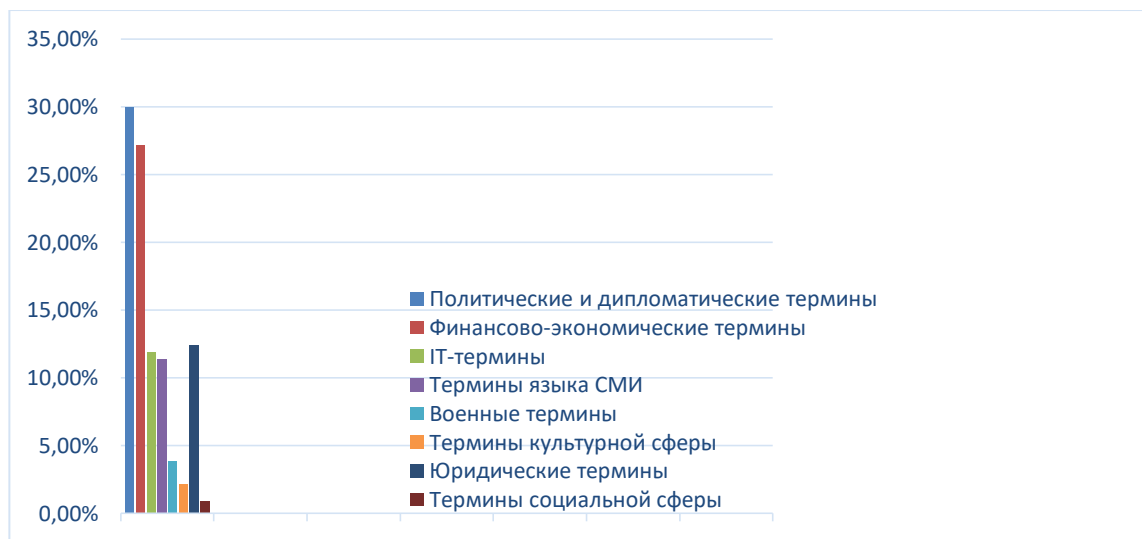 35,00%
30,00%
25,00%
20,00%
15,00%
10,00%
5,00%
0,00%
Политические и дипломатические термины
Финансово-экономические термины
IT-термины
Термины языка СМИ
Военные термины
Термины культурной сферы
Юридические термины
Термины социальной сферы